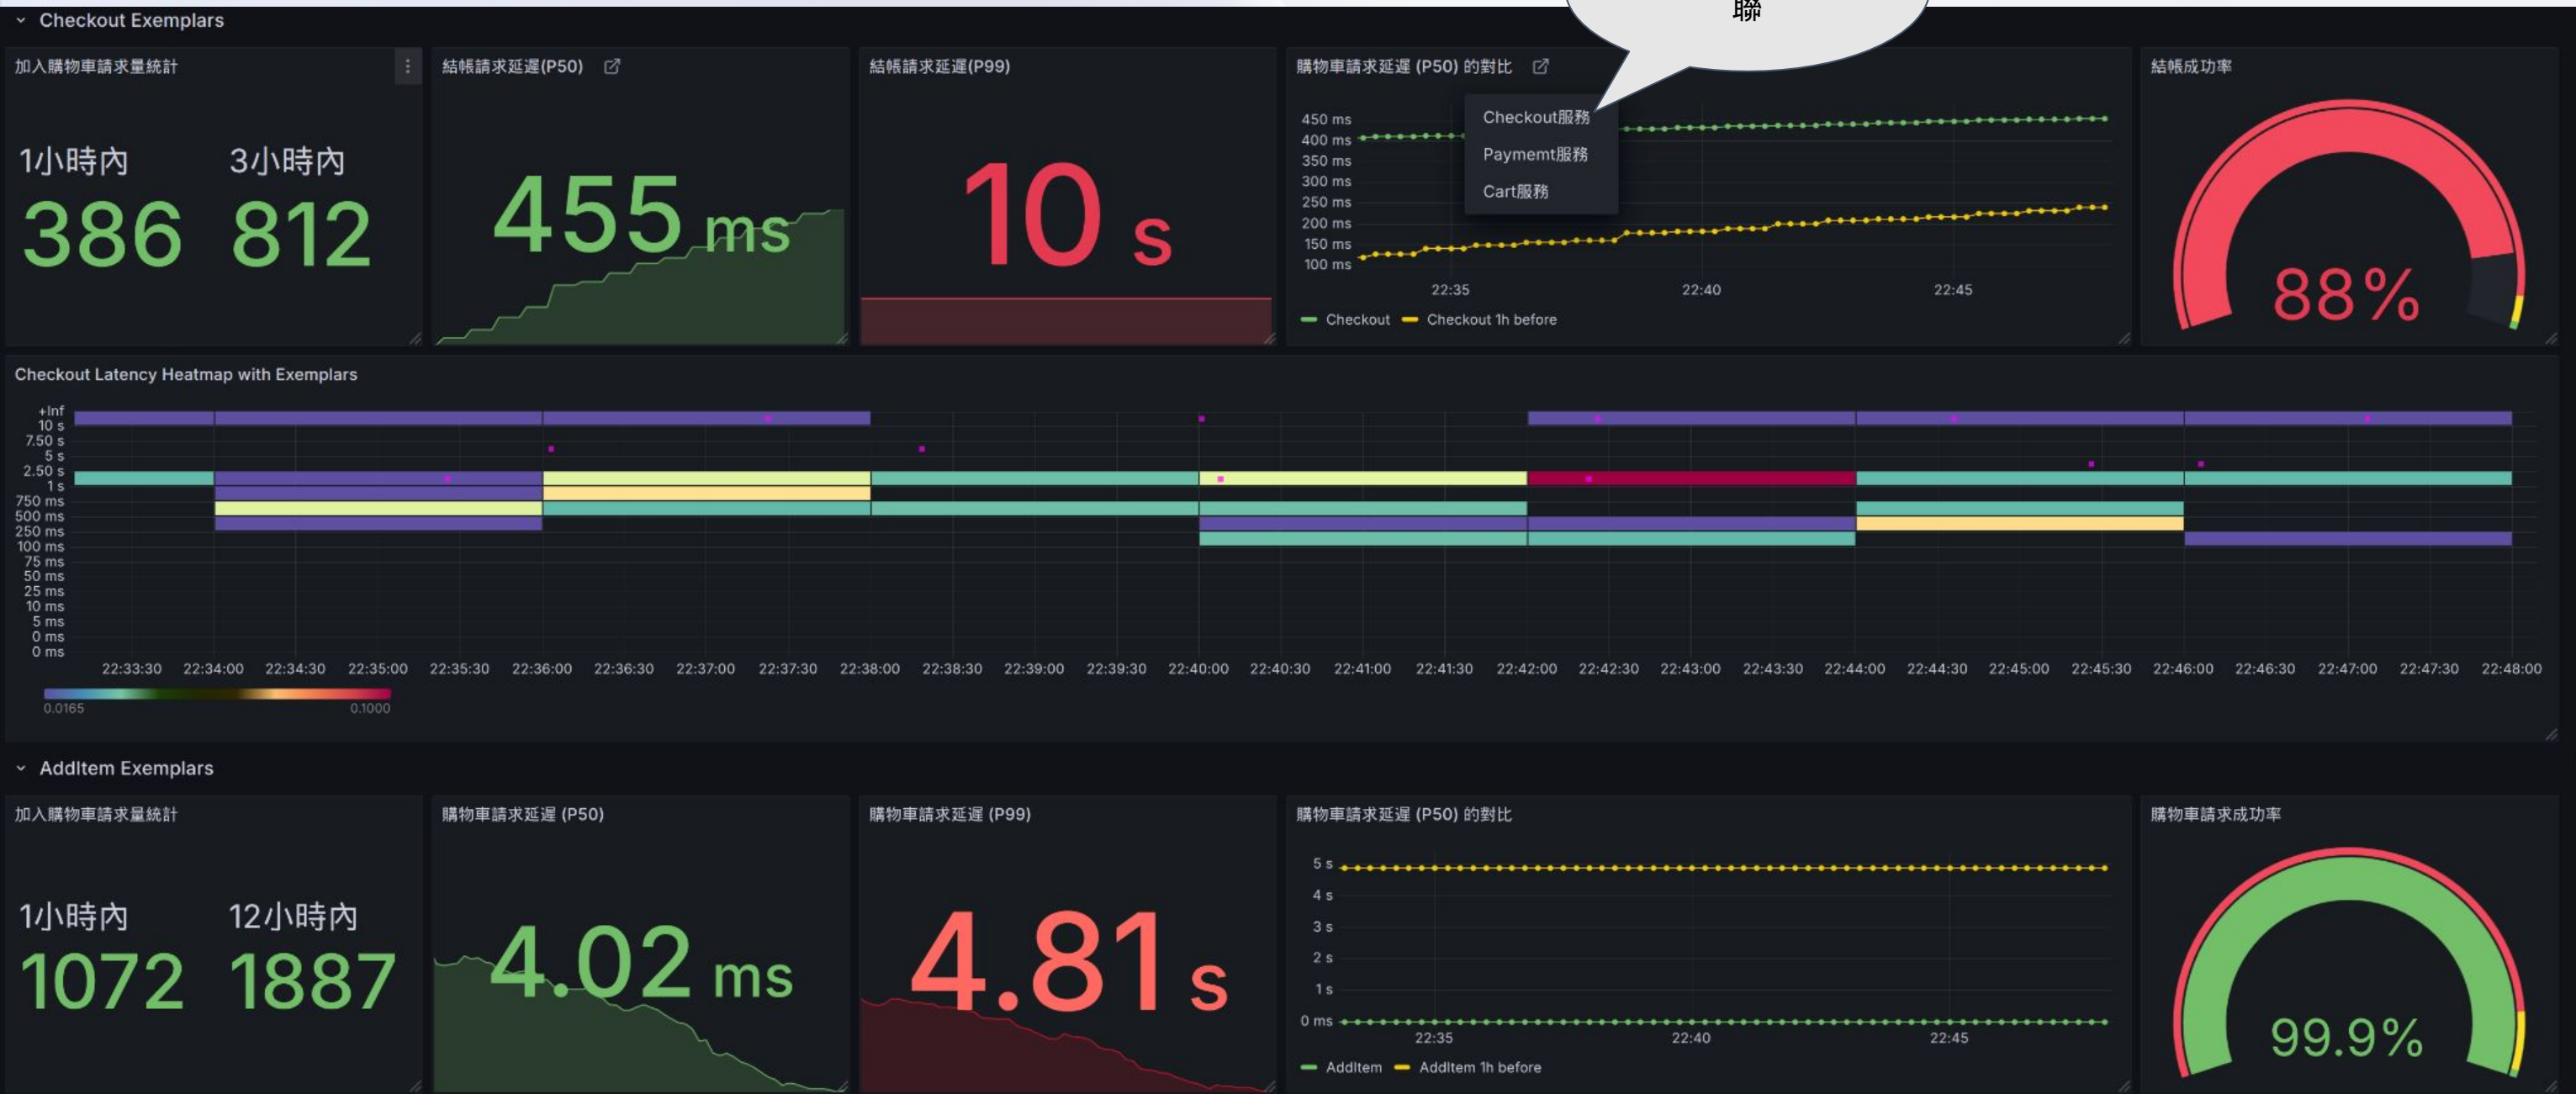 聯
Checkout Exemplars
加入購物車請求量統計
1小時內
3小時內
386
812
結帳請求延遲(P50)
455 ms
結帳請求延遲(P99)
10 s
購物車請求延遲 (P50) 的對比
450 ms
400 ms
350 ms
300 ms
250 ms
200 ms
150 ms
100 ms
Checkout服務
Paymemt服務
Cart服務
22:35
22:40
22:45
Checkout
Checkout 1h before
結帳成功率
88%
Checkout Latency Heatmap with Exemplars
+Inf
10 s
7.50 s
5 s
2.50 s
1 s
750 ms
500 ms
250 ms
100 ms
75 ms
50 ms
25 ms
10 ms
5 ms
0 ms
0 ms
22:33:30 22:34:00 22:34:30 22:35:00 22:35:30 22:36:00 22:36:30 22:37:00 22:37:30 22:38:00 22:38:30 22:39:00 22:39:30 22:40:00 22:40:30 22:41:00 22:41:30 22:42:00 22:42:30 22:43:00 22:43:30 22:44:00 22:44:30 22:45:00 22:45:30 22:46:00 22:46:30 22:47:00 22:47:30 22:48:00
0.0165
0.1000
AddItem Exemplars
加入購物車請求量統計
1小時內
12小時內
1072
1887
購物車請求延遲 (P50)
4.02 ms
購物車請求延遲 (P99)
4.81 s
購物車請求延遲 (P50) 的對比
5 s
4 s
3 s
2 s
1 s
0 ms
22:35
22:40
22:45
AddItem
AddItem 1h before
購物車請求成功率
99.9%